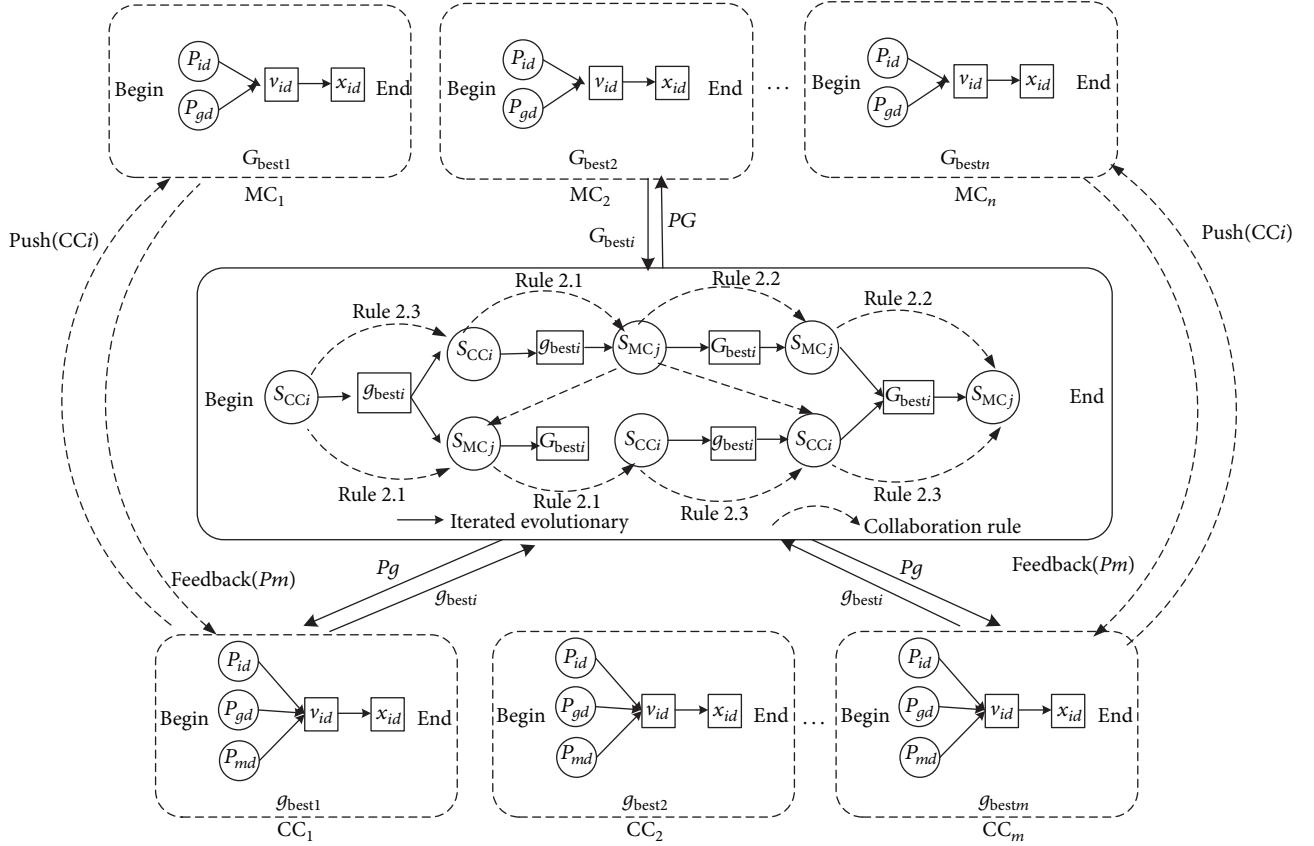 Begin P_id P_gd v_id x_id End
G_best1
MC_1
Begin P_id P_gd v_id x_id End
G_best2
MC_2
...
Begin P_id P_gd v_id x_id End
G_bestn
MC_n
Push(CCi)
G_besti
PG
Push(CCi)
Rule 2.3
Rule 2.1
Rule 2.2
Rule 2.2
S_CCi g_besti S_MCj G_besti S_MCj
Begin S_CCi g_besti G_besti S_MCj End
S_MCj G_besti S_CCi g_besti S_CCi
Rule 2.1
Rule 2.1
Rule 2.3
Rule 2.3
Iterated evolutionary
Collaboration rule
Feedback(Pm)
Pg
g_besti
Pg
g_besti
Feedback(Pm)
Begin P_id P_gd P_md v_id x_id End
g_best1
CC_1
Begin P_id P_gd P_md v_id x_id End
g_best2
CC_2
...
Begin P_id P_gd P_md v_id x_id End
g_bestm
CC_m